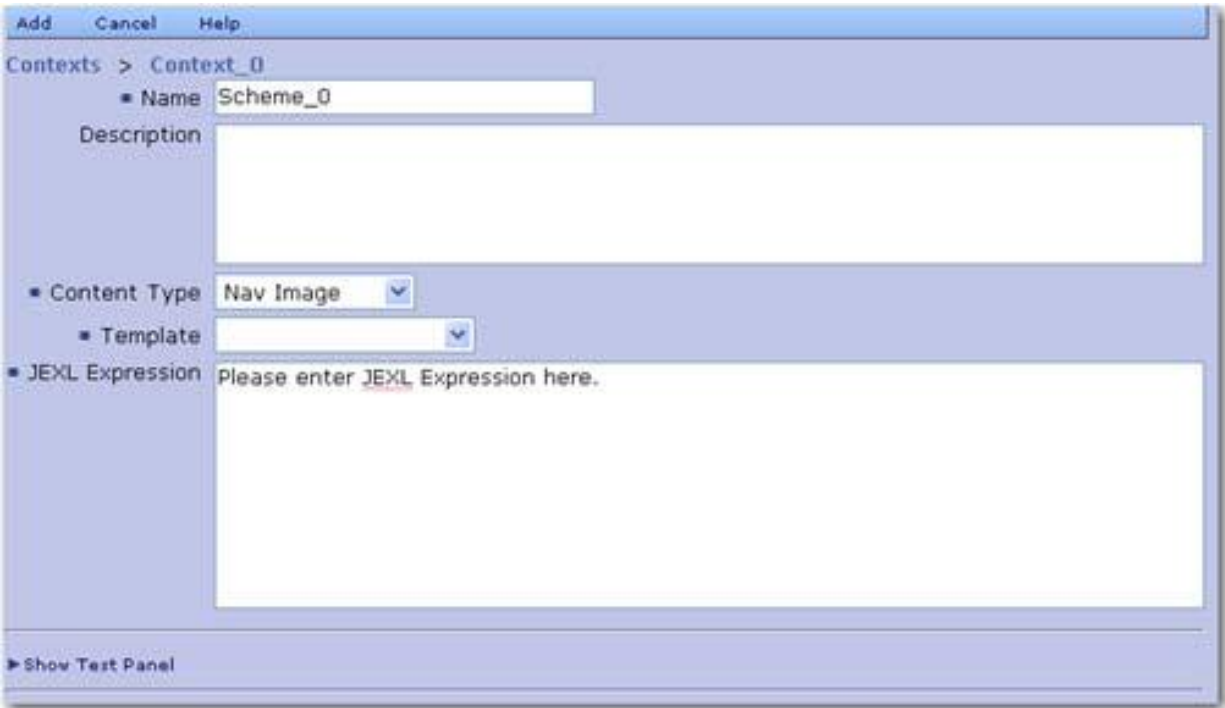 Add Cancel Help
Contexts > Context_0
Name Scheme_0
Description
Content Type Nav Image
Template
JEXL Expression Please enter JEXL Expression here.
Show Test Panel